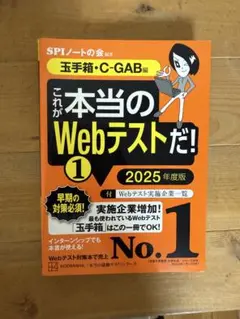 SPIノートの会 編著
玉手箱・C-GAB編
これが
本当の
Webテストだ!
1
2025年度版
付 Webテスト実施企業一覧
早期の
対策必須!
実施企業増加!
最も使われているWebテスト
「玉手箱」はこの一冊でOK!
インターンシップでも
本書が使える!
Webテスト対策本で売上
No.1